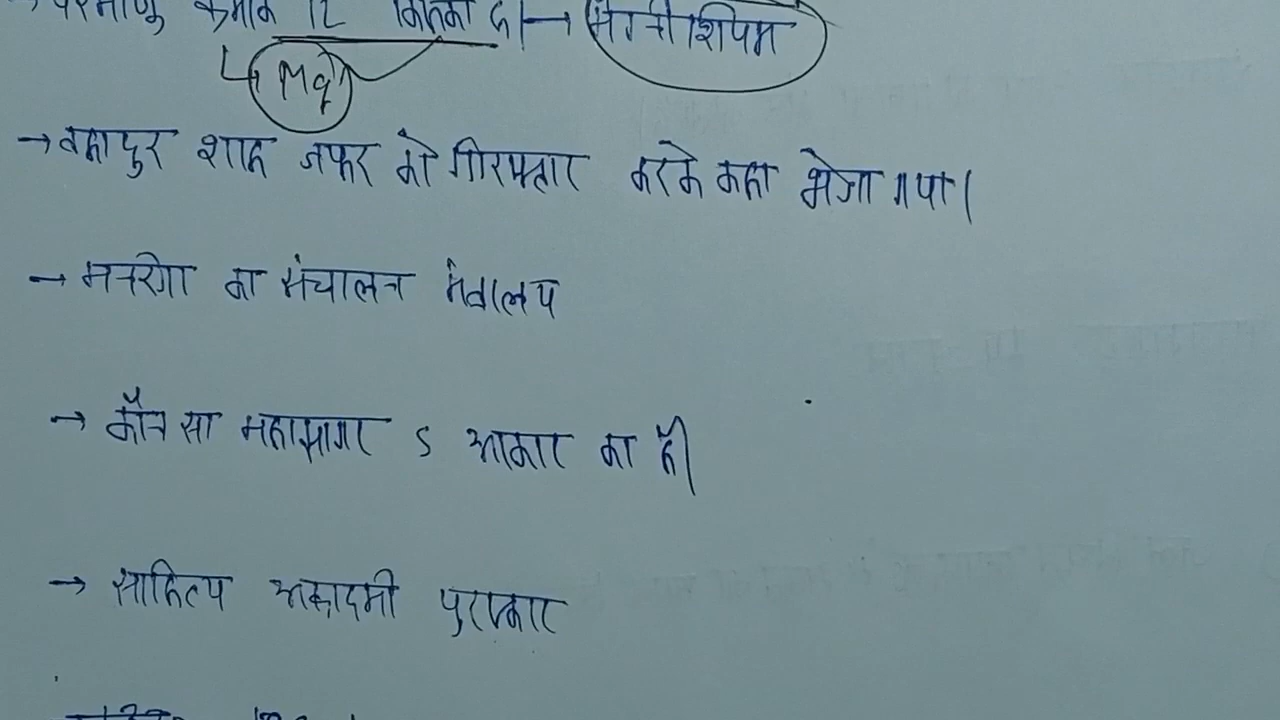 परमाणु क्रमांक 12 किसका है। → मैग्नीशियम
↳ Mg
→ बहादुर शाह जफर को गिरफ्तार करके कहा भेजा गया।
→ मनरेगा का संचालन मंत्रालय
→ कौन सा महासागर S आकार का है।
→ साहित्य अकादमी पुरस्कार